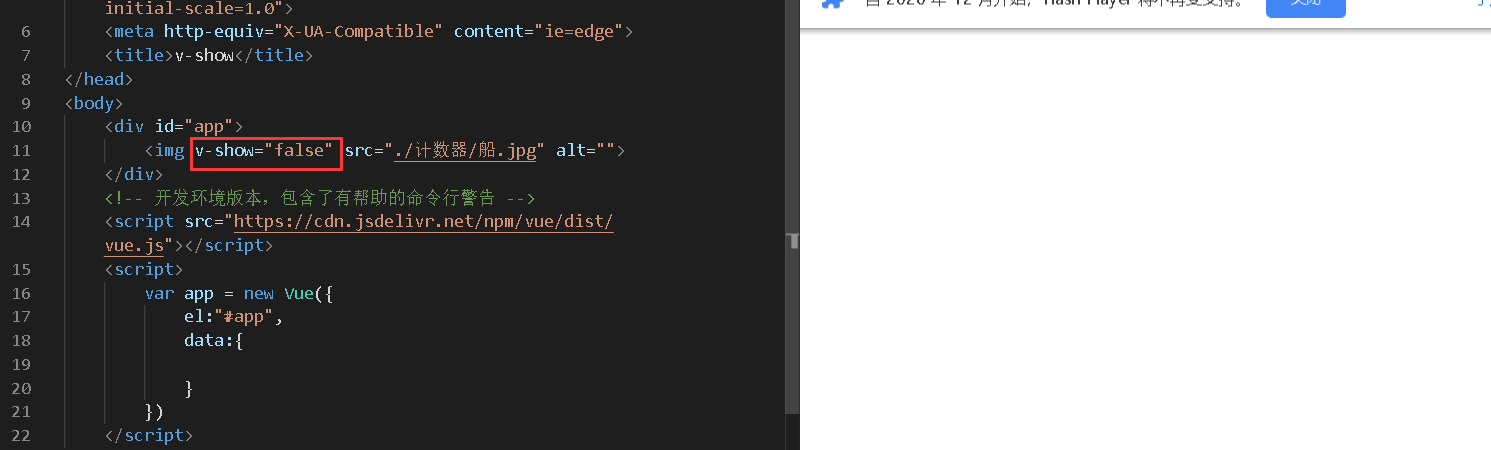 initial-scale=1.0">
6 <meta http-equiv="X-UA-Compatible" content="ie=edge">
7 <title>v-show</title>
8 </head>
9 <body>
10 <div id="app">
11 <img v-show="false" src="./计数器/船.jpg" alt="">
12 </div>
13 <!-- 开发环境版本，包含了有帮助的命令行警告 -->
14 <script src="https://cdn.jsdelivr.net/npm/vue/dist/
vue.js"></script>
15 <script>
16 var app = new Vue({
17 el:"#app",
18 data:{
19
20 }
21 })
22 </script>
自 2020 年 12 月开始，Flash Player 将不再受支持。
关闭